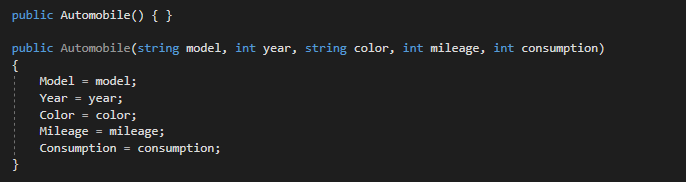 public Automobile() { }
public Automobile(string model, int year, string color, int mileage, int consumption)
{
Model = model;
Year = year;
Color = color;
Mileage = mileage;
Consumption = consumption;
}